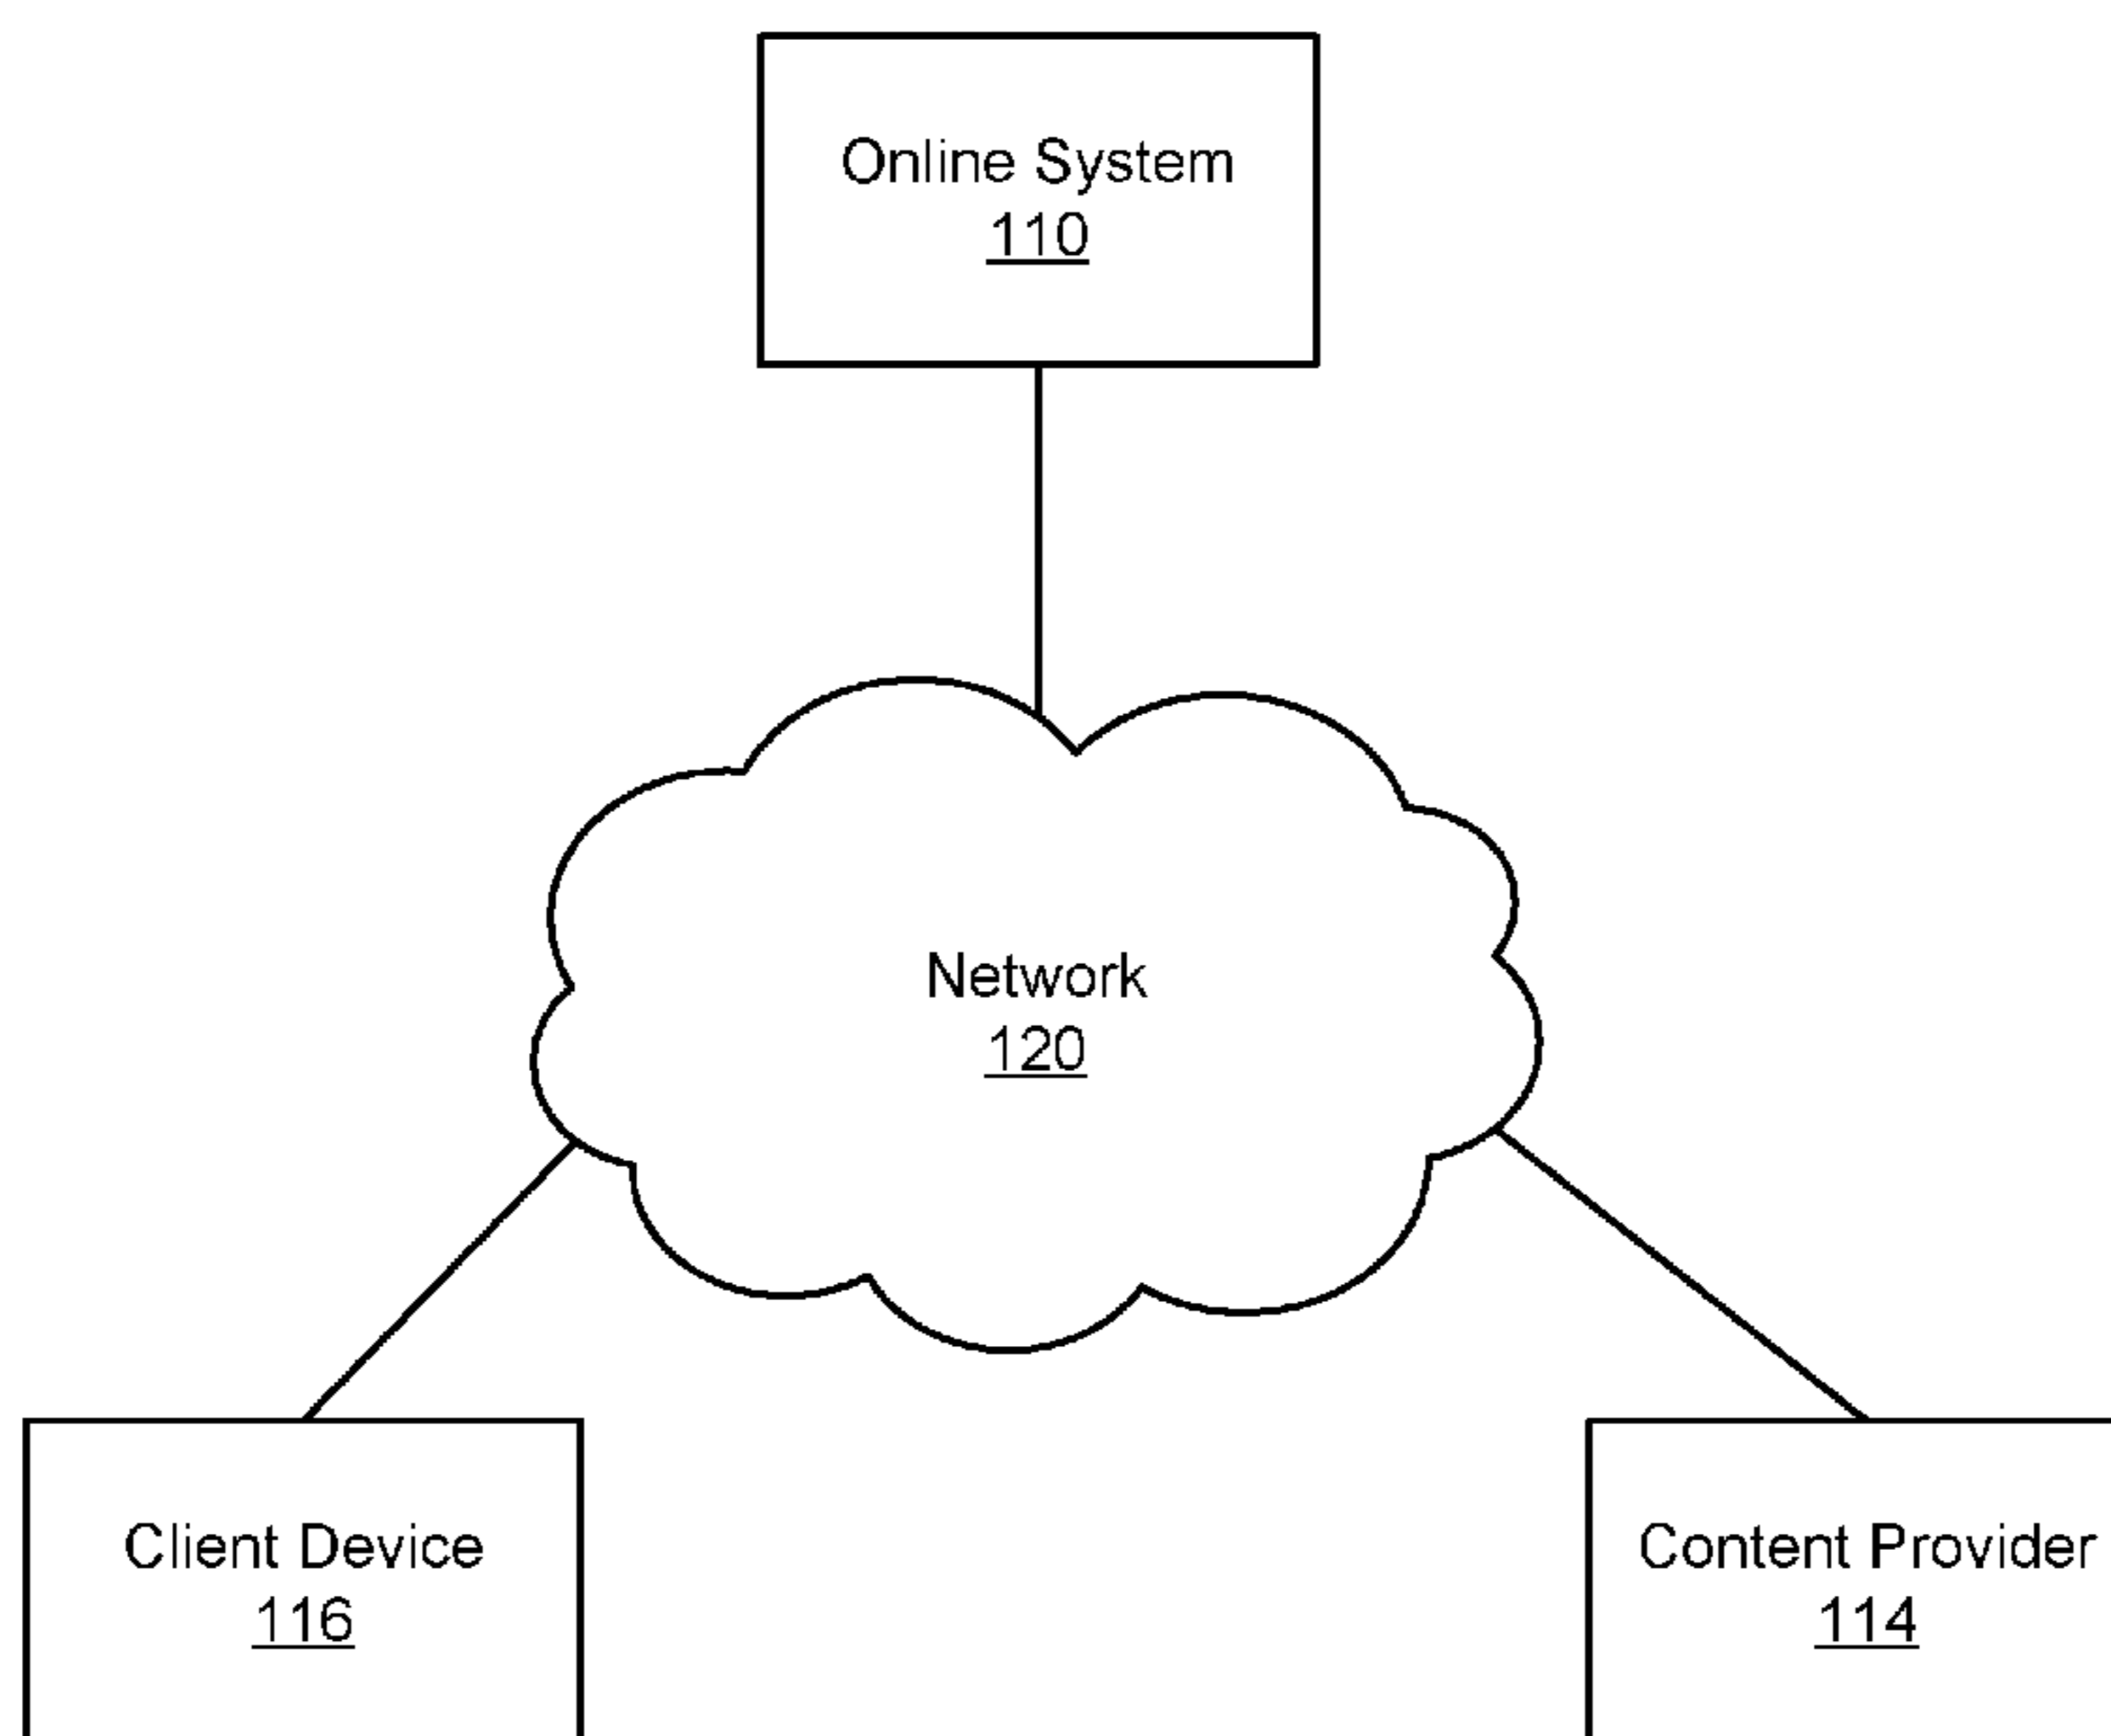 Online System
110
Network
120
Client Device
116
Content Provider
114